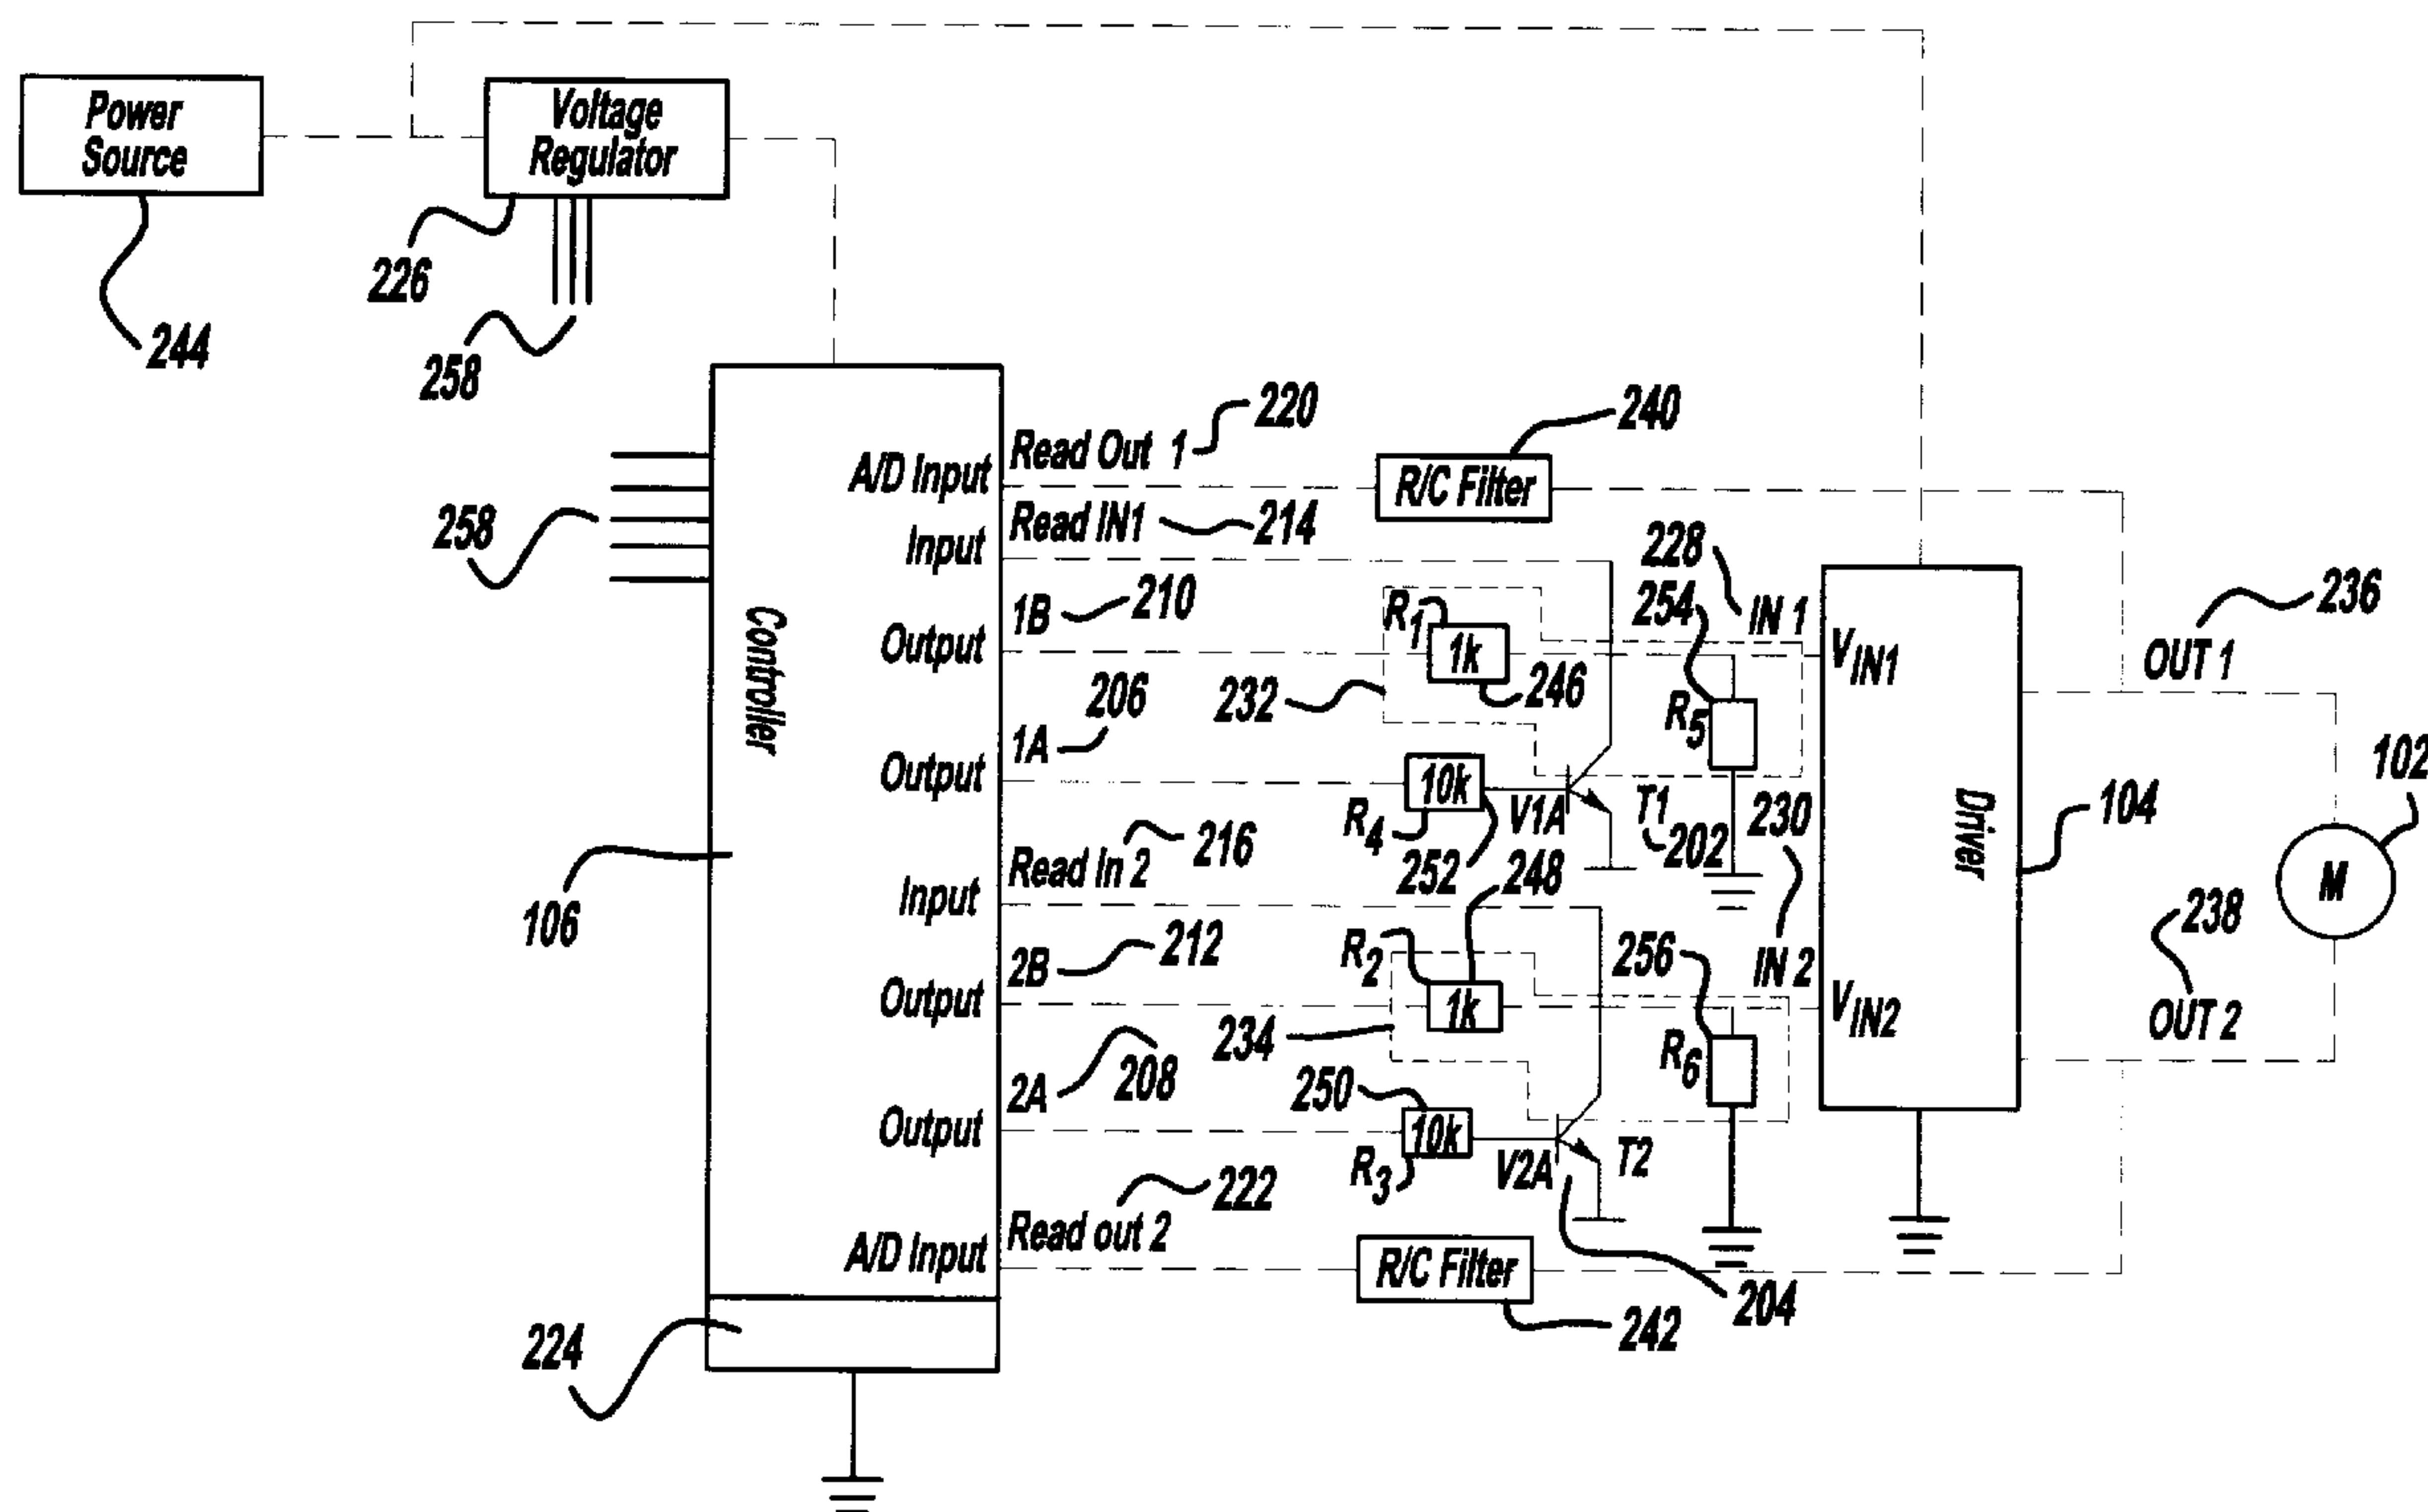 Power
Source
244
Voltage
Regulator
226
258
258
Controller
106
224
A/D Input
Read Out 1
220
R/C Filter
240
Input
Read IN1
214
Output
1B
210
R1
1k
246
232
Output
1A
206
10k
R4
252
V1A
T1
202
228
IN 1
254
R5
VIN1
OUT 1
236
Input
Read In 2
216
248
230
IN 2
Driver
104
M
102
Output
2B
212
R2
1k
234
256
R6
VIN2
OUT 2
238
Output
2A
208
250
10k
R3
V2A
T2
204
A/D Input
Read out 2
222
R/C Filter
242